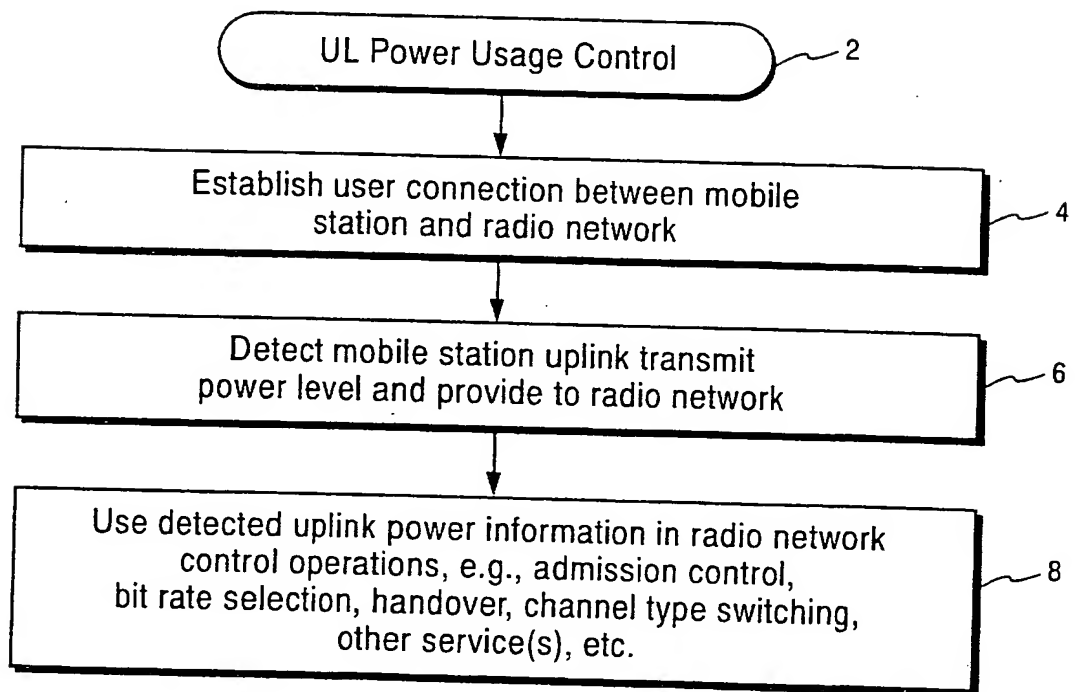 UL Power Usage Control
2
Establish user connection between mobile
station and radio network
4
Detect mobile station uplink transmit
power level and provide to radio network
6
Use detected uplink power information in radio network
control operations, e.g., admission control,
bit rate selection, handover, channel type switching,
other service(s), etc.
8